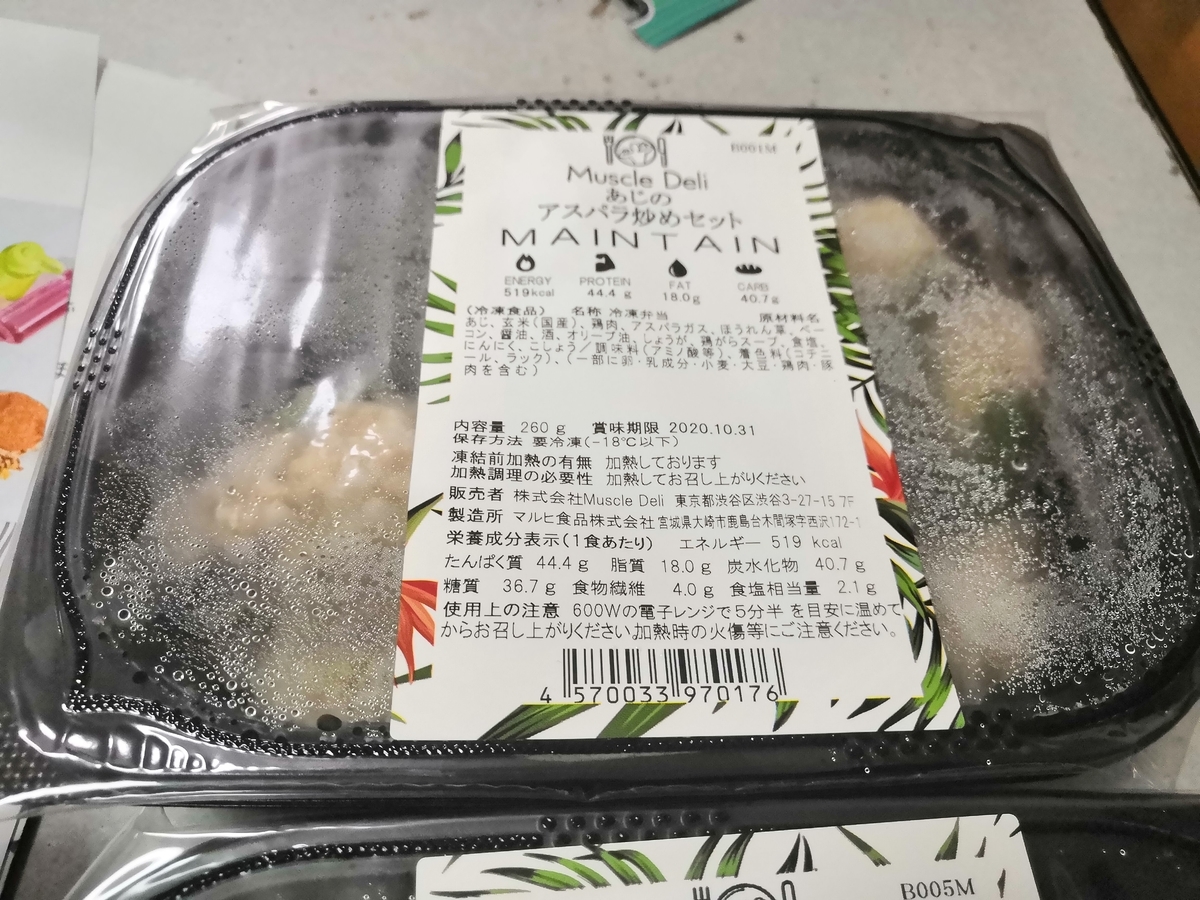 B001M
Muscle Deli
あじの
アスパラ炒めセット
MAINTAIN
ENERGY PROTEIN FAT CARB
519kcal 44.4 g 18.0g 40.7g
(冷凍食品) 名称 冷凍弁当 原材料名
あじ、玄米(国産)、鶏肉、アスパラガス、ほうれん草、ベー
コン、醤油、酒、オリーブ油、しょうが、鶏がらスープ、食塩、
にんにく、こしょう/調味料(アミノ酸等)、着色料(コチニ
ール、ラック)、(一部に卵・乳成分・小麦・大豆・鶏肉・豚
肉を含む)
内容量 260 g 賞味期限 2020.10.31
保存方法 要冷凍(-18℃以下)
凍結前加熱の有無 加熱しております
加熱調理の必要性 加熱してお召し上がりください
販売者 株式会社Muscle Deli 東京都渋谷区渋谷3-27-15 7F
製造所 マルヒ食品株式会社 宮城県大崎市鹿島台木間塚字西沢172-1
栄養成分表示(1食あたり) エネルギー 519 kcal
たんぱく質 44.4 g 脂質 18.0 g 炭水化物 40.7 g
糖質 36.7 g 食物繊維 4.0 g 食塩相当量 2.1 g
使用上の注意 600Wの電子レンジで5分半 を目安に温めて
からお召し上がりください。加熱時の火傷等にご注意ください。
4 570033 970176
B005M